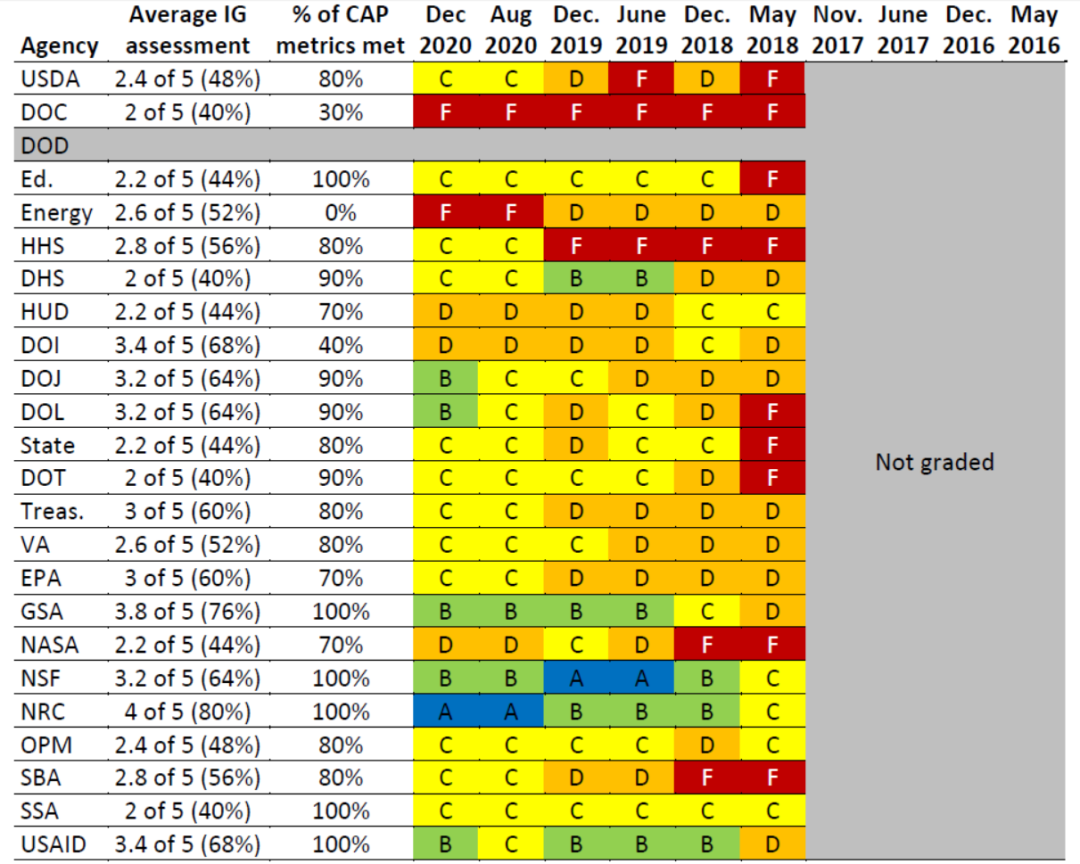 Average IG % of CAP Dec Aug Dec. June Dec. May Nov. June Dec. May
Agency assessment metrics met 2020 2020 2019 2019 2018 2018 2017 2017 2016 2016
USDA 2.4 of 5 (48%) 80% C C D F D F
DOC 2 of 5 (40%) 30% F F F F F F
DOD
Ed. 2.2 of 5 (44%) 100% C C C C C F
Energy 2.6 of 5 (52%) 0% F F D D D D
HHS 2.8 of 5 (56%) 80% C C F F F F
DHS 2 of 5 (40%) 90% C C B B D D
HUD 2.2 of 5 (44%) 70% D D D D C C
DOI 3.4 of 5 (68%) 40% D D D D C D
DOJ 3.2 of 5 (64%) 90% B C C D D D
DOL 3.2 of 5 (64%) 90% B C D C D F
State 2.2 of 5 (44%) 80% C C D C C F
DOT 2 of 5 (40%) 90% C C C C D F
Not graded
Treas. 3 of 5 (60%) 80% C C D D D D
VA 2.6 of 5 (52%) 80% C C C D D D
EPA 3 of 5 (60%) 70% C C D D D D
GSA 3.8 of 5 (76%) 100% B B B B C D
NASA 2.2 of 5 (44%) 70% D D C D F F
NSF 3.2 of 5 (64%) 100% B B A A B C
NRC 4 of 5 (80%) 100% A A B B B C
OPM 2.4 of 5 (48%) 80% C C C C D C
SBA 2.8 of 5 (56%) 80% C C D D F F
SSA 2 of 5 (40%) 100% C C C C C C
USAID 3.4 of 5 (68%) 100% B C B B B D